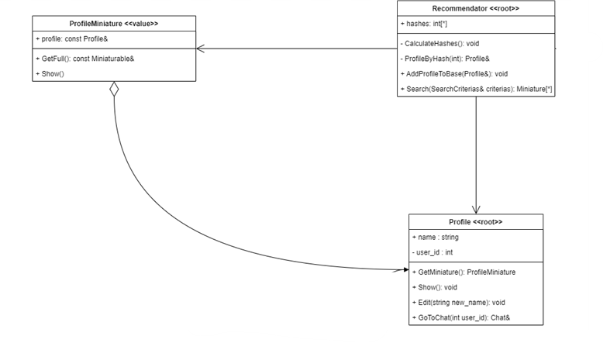 ProfileMiniature <<value>>
+ profile: const Profile&
+ GetFull(): const Miniaturable&
+ Show()
Recommendator <<root>>
+ hashes: int[*]
- CalculateHashes(): void
- ProfileByHash(int): Profile&
+ AddProfileToBase(Profile&): void
+ Search(SearchCriterias& criterias): Miniature[*]
Profile <<root>>
+ name : string
- user_id : int
+ GetMiniature(): ProfileMiniature
+ Show(): void
+ Edit(string new_name): void
+ GoToChat(int user_id): Chat&